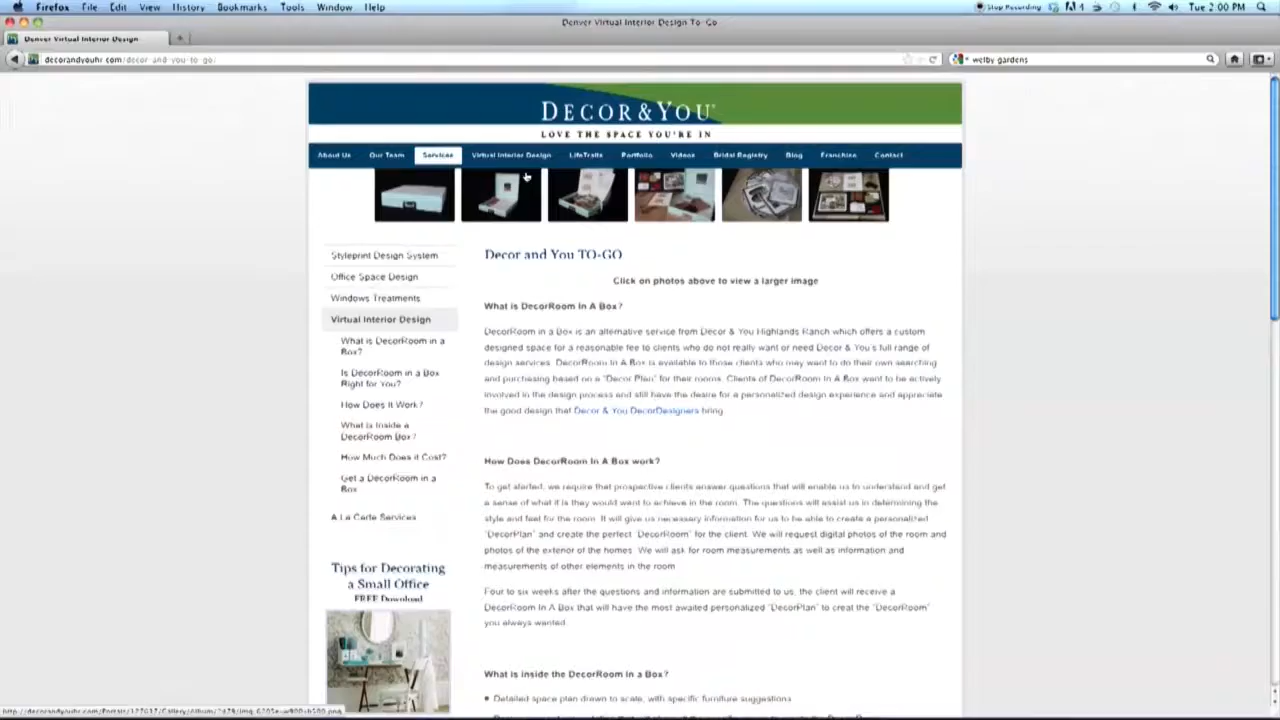 Firefox File Edit View History Bookmarks Tools Window Help
Stop Recording
Tue 2:00 PM
Denver Virtual Interior Design To-Go
Denver Virtual Interior Design
decorandyouhr.com/decor-and-you-to-go/
welby gardens
DECOR&YOU®
LOVE THE SPACE YOU'RE IN
About Us Our Team Services Virtual Interior Design LifeTraits Portfolio Videos Bridal Registry Blog Franchise Contact
Styleprint Design System
Office Space Design
Windows Treatments
Virtual Interior Design
What is DecorRoom in a
Box?
Is DecorRoom in a Box
Right for You?
How Does It Work?
What is Inside a
DecorRoom Box?
How Much Does it Cost?
Get a DecorRoom in a
Box
A La Carte Services
Tips for Decorating
a Small Office
FREE Download
Decor and You TO-GO
Click on photos above to view a larger image
What is DecorRoom In A Box?
DecorRoom in a Box is an alternative service from Decor & You Highlands Ranch which offers a custom
designed space for a reasonable fee to clients who do not really want or need Decor & You's full range of
design services. DecorRoom In A Box is available to those clients who may want to do their own searching
and purchasing based on a "Decor Plan" for their rooms. Clients of DecorRoom In A Box want to be actively
involved in the design process and still have the desire for a personalized design experience and appreciate
the good design that Decor & You DecorDesigners bring.
How Does DecorRoom In A Box work?
To get started, we require that prospective clients answer questions that will enable us to understand and get
a sense of what it is they would want to achieve in the room. The questions will assist us in determining the
style and feel for the room. It will give us necessary information for us to be able to create a personalized
"DecorPlan" and create the perfect "DecorRoom" for the client. We will request digital photos of the room and
photos of the exterior of the homes. We will ask for room measurements as well as information and
measurements of other elements in the room.
Four to six weeks after the questions and information are submitted to us, the client will receive a
DecorRoom In A Box that will have the most awaited personalized "DecorPlan" to creat the "DecorRoom"
you always wanted.
What is inside the DecorRoom In a Box?
Detailed space plan drawn to scale, with specific furniture suggestions